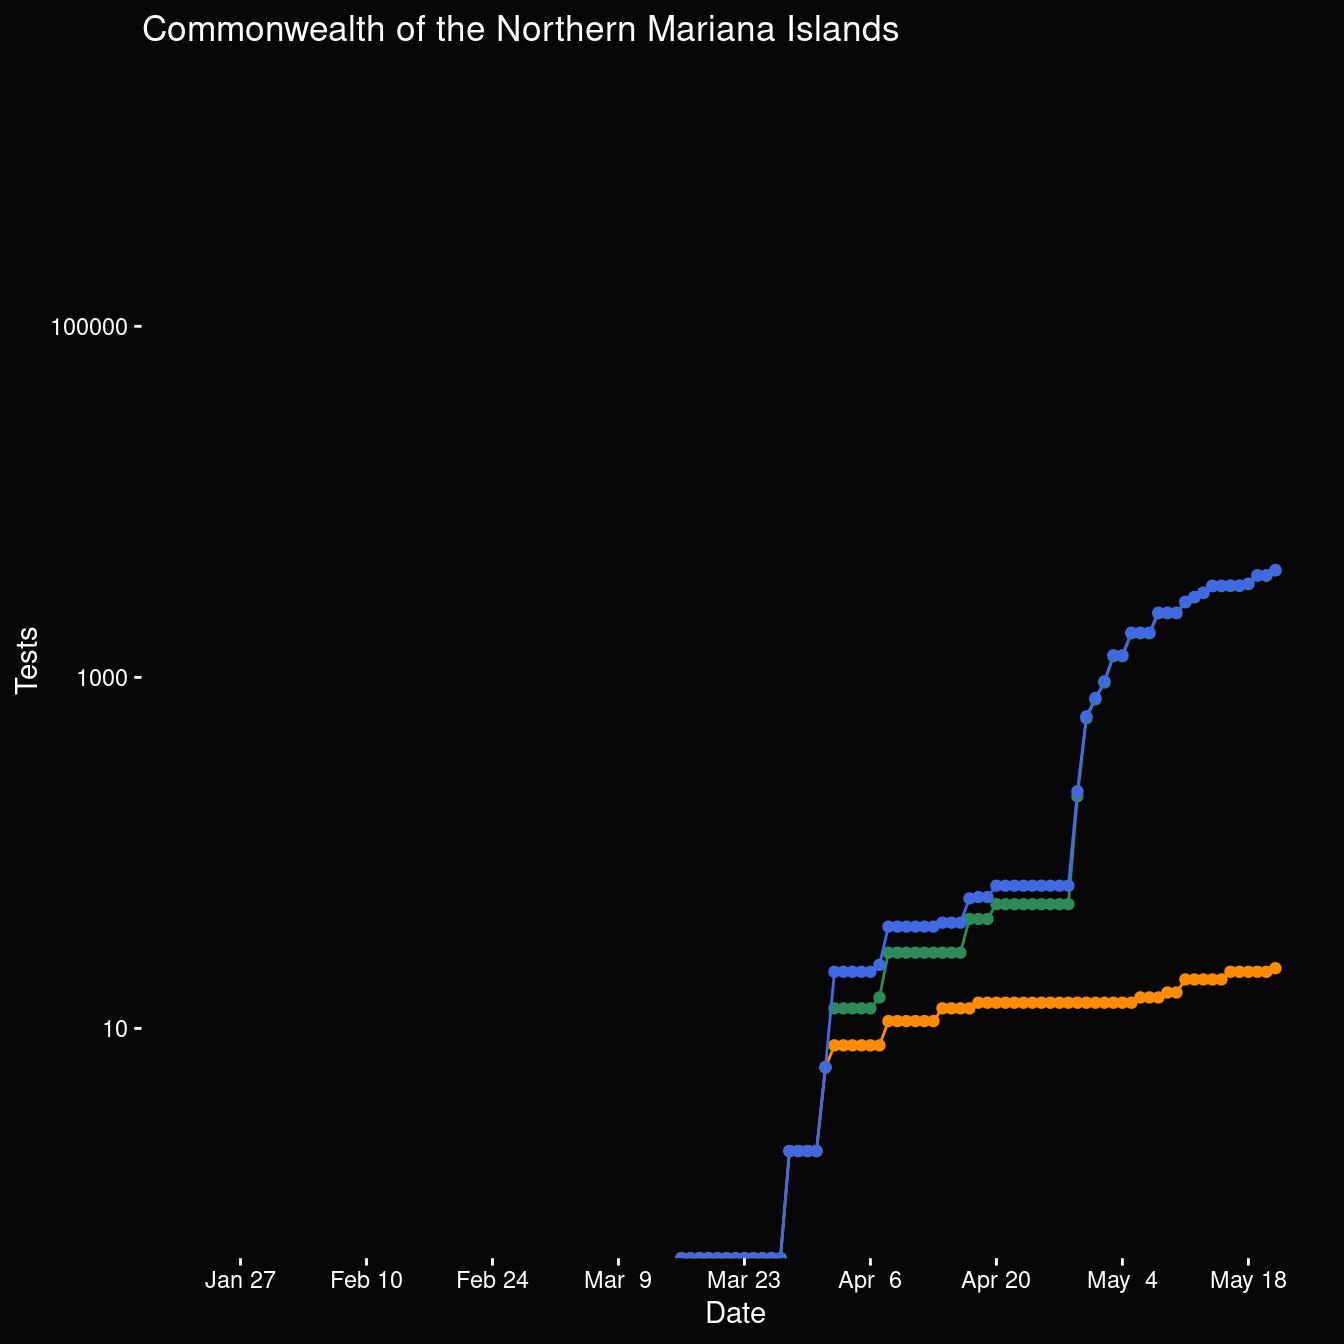 Commonwealth of the Northern Mariana Islands
100000
Tests
1000
10
Jan 27 Feb 10 Feb 24 Mar  9 Mar 23 Apr  6 Apr 20 May  4 May 18
Date